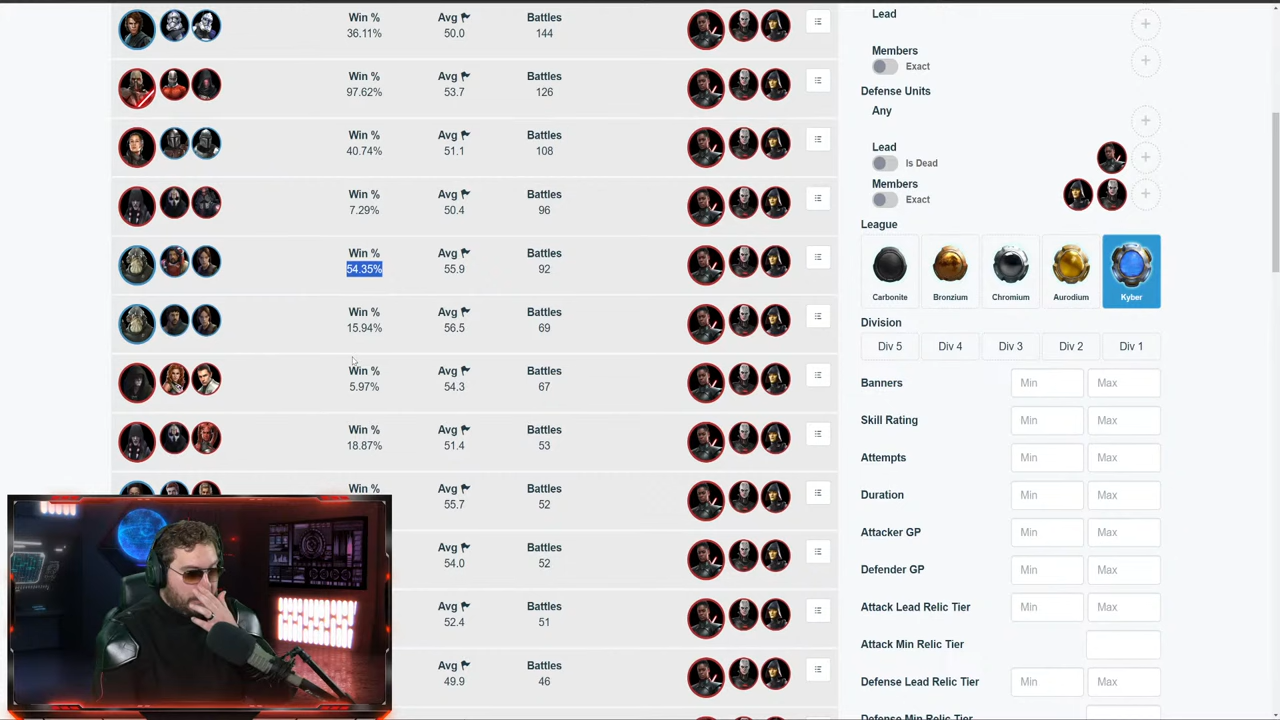 Win % Avg Battles
36.11% 50.0 144
Win % Avg Battles
97.62% 53.7 126
Win % Avg Battles
40.74% 51.1 108
Win % Avg Battles
7.29% 50.4 96
Win % Avg Battles
54.35% 55.9 92
Win % Avg Battles
15.94% 56.5 69
Win % Avg Battles
5.97% 54.3 67
Win % Avg Battles
18.87% 51.4 53
Win % Avg Battles
55.7 52
Avg Battles
54.0 52
Avg Battles
52.4 51
Avg Battles
49.9 46
Lead
Members
Exact
Defense Units
Any
Lead
Is Dead
Members
Exact
League
Carbonite Bronzium Chromium Aurodium Kyber
Division
Div 5 Div 4 Div 3 Div 2 Div 1
Banners Min Max
Skill Rating Min Max
Attempts Min Max
Duration Min Max
Attacker GP Min Max
Defender GP Min Max
Attack Lead Relic Tier Min Max
Attack Min Relic Tier
Defense Lead Relic Tier Min Max
Defense Min Relic Tier